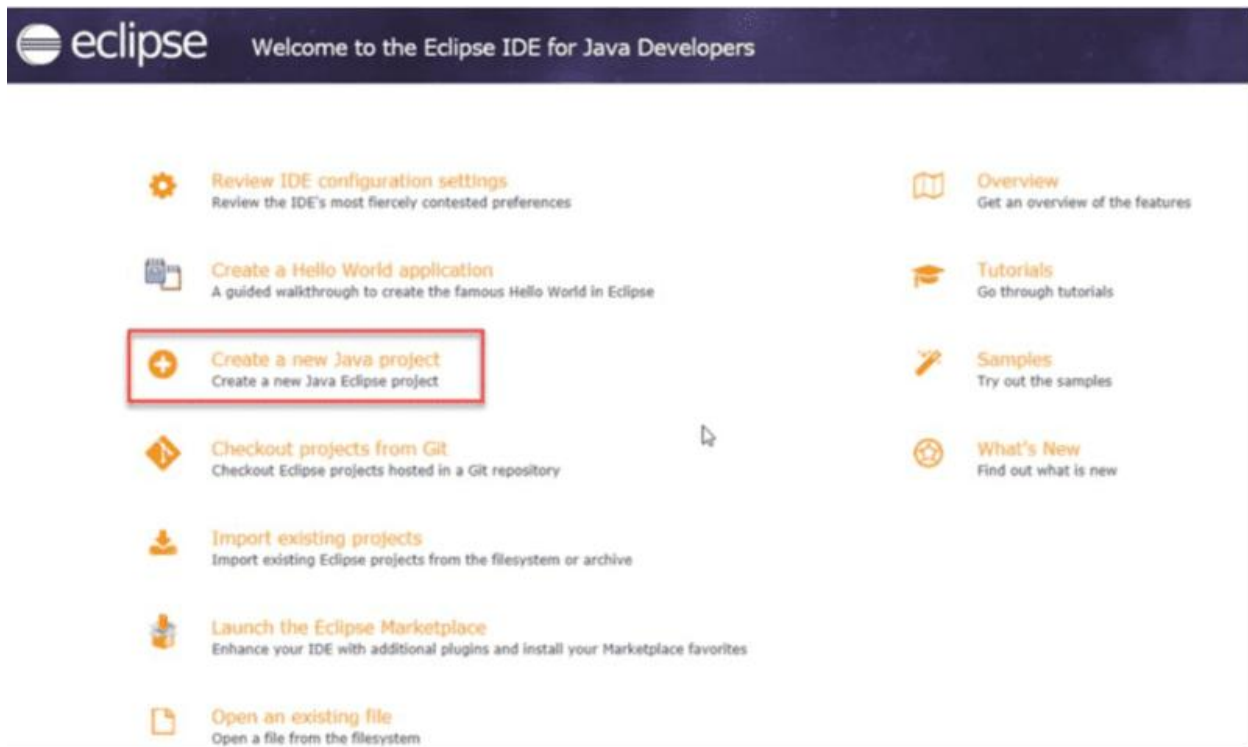 eclipse Welcome to the Eclipse IDE for Java Developers
Review IDE configuration settings
Review the IDE's most fiercely contested preferences
Create a Hello World application
A guided walkthrough to create the famous Hello World in Eclipse
Create a new Java project
Create a new Java Eclipse project
Checkout projects from Git
Checkout Eclipse projects hosted in a Git repository
Import existing projects
Import existing Eclipse projects from the filesystem or archive
Launch the Eclipse Marketplace
Enhance your IDE with additional plugins and install your Marketplace favorites
Open an existing file
Open a file from the filesystem
Overview
Get an overview of the features
Tutorials
Go through tutorials
Samples
Try out the samples
What's New
Find out what is new